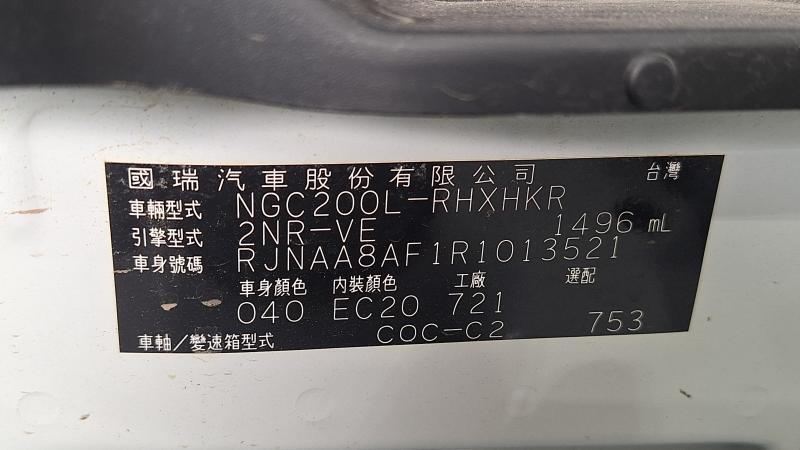 國瑞汽車股份有限公司 台灣
車輛型式 NGC200L-RHXHKR
引擎型式 2NR-VE 1496 mL
車身號碼 RJNAA8AF1R1013521
車身顏色 內裝顏色 工廠 選配
040 EC20 721 753
車軸/變速箱型式 COC-C2